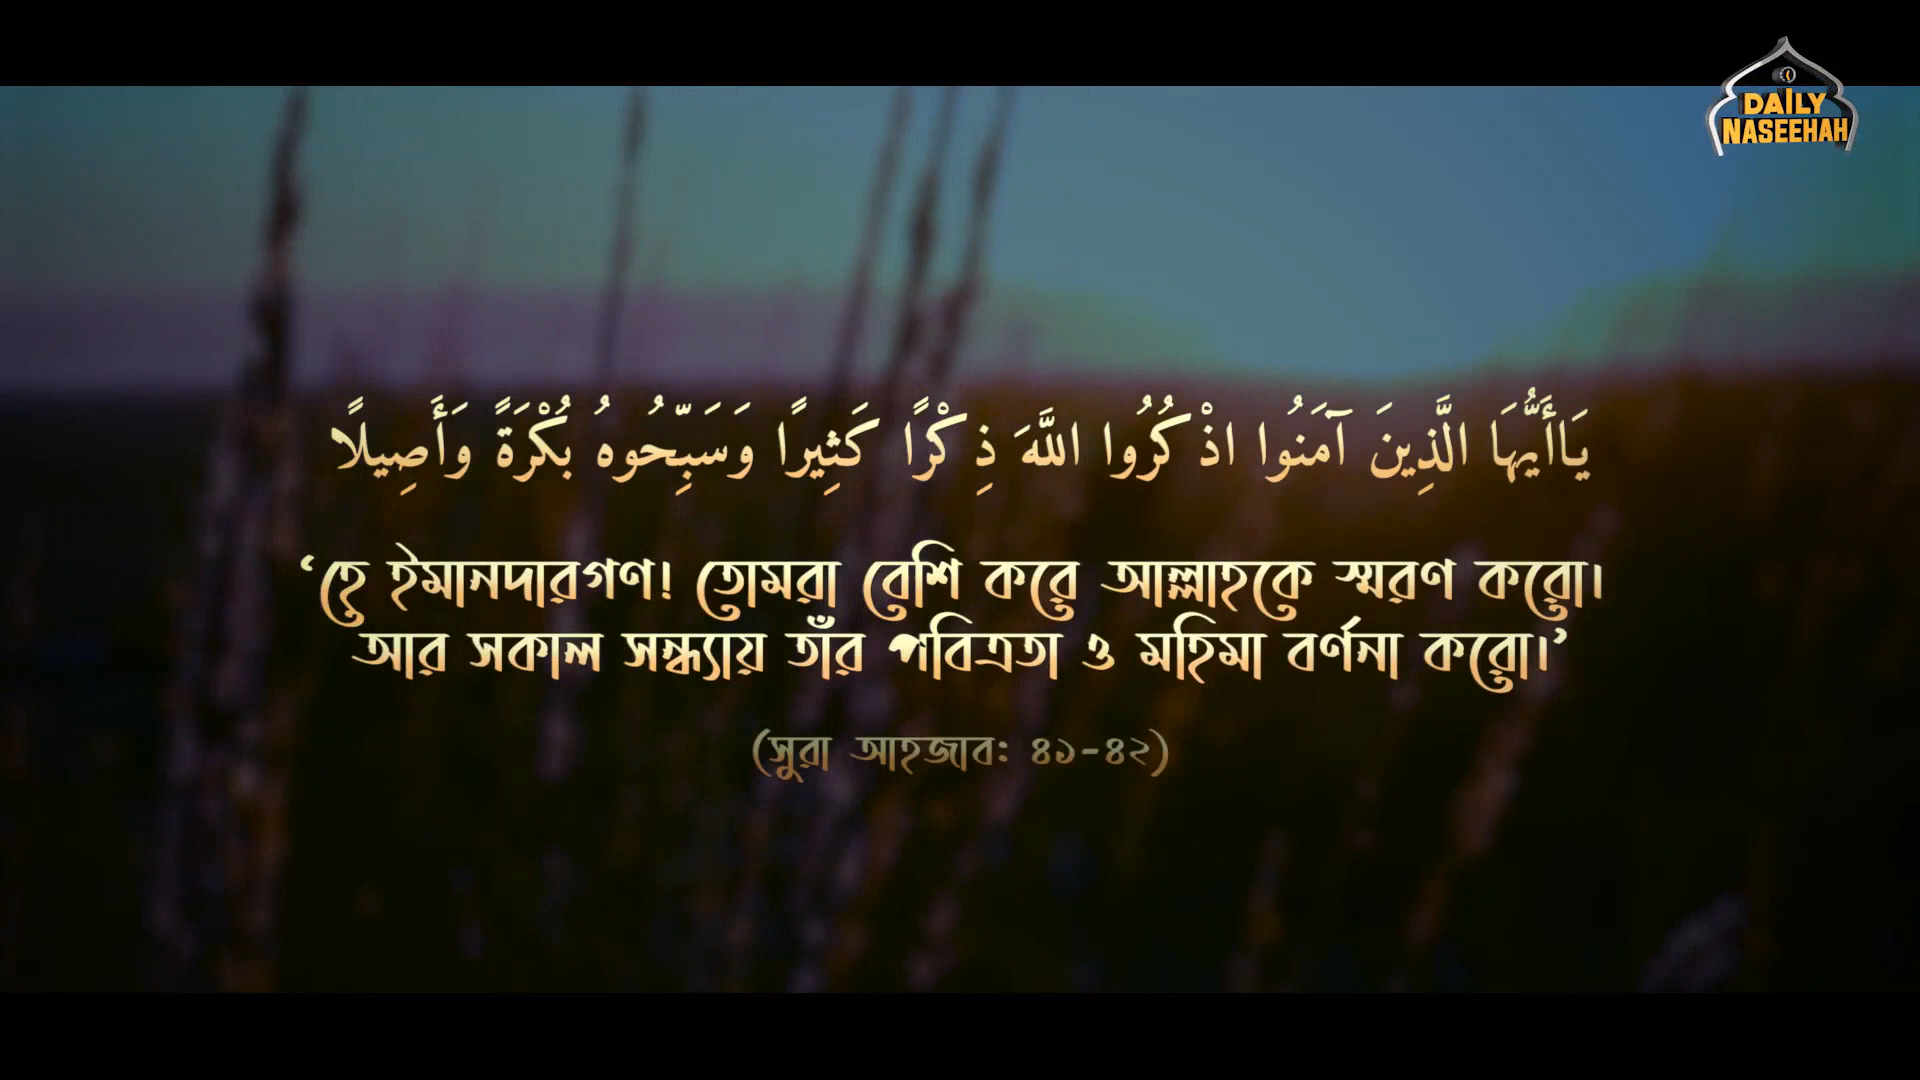 DAILY
NASEEHAH
يَاأَيُّهَا الَّذِينَ آمَنُوا اذْكُرُوا اللَّهَ ذِكْرًا كَثِيرًا وَسَبِّحُوهُ بُكْرَةً وَأَصِيلًا
‘হে ইমানদারগণ! তোমরা বেশি করে আল্লাহকে স্মরণ করো।
আর সকাল সন্ধ্যায় তাঁর পবিত্রতা ও মহিমা বর্ণনা করো।’
(সুরা আহজাব: ৪১-৪২)